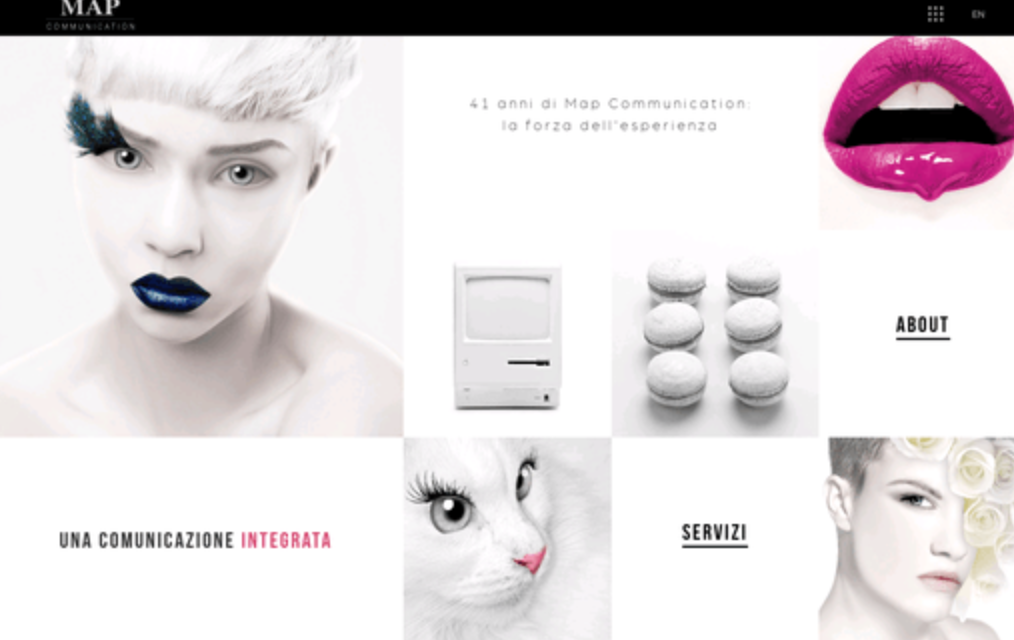 MAP
COMMUNICATION
EN
41 anni di Map Communication:
la forza dell'esperienza
ABOUT
UNA COMUNICAZIONE INTEGRATA
SERVIZI